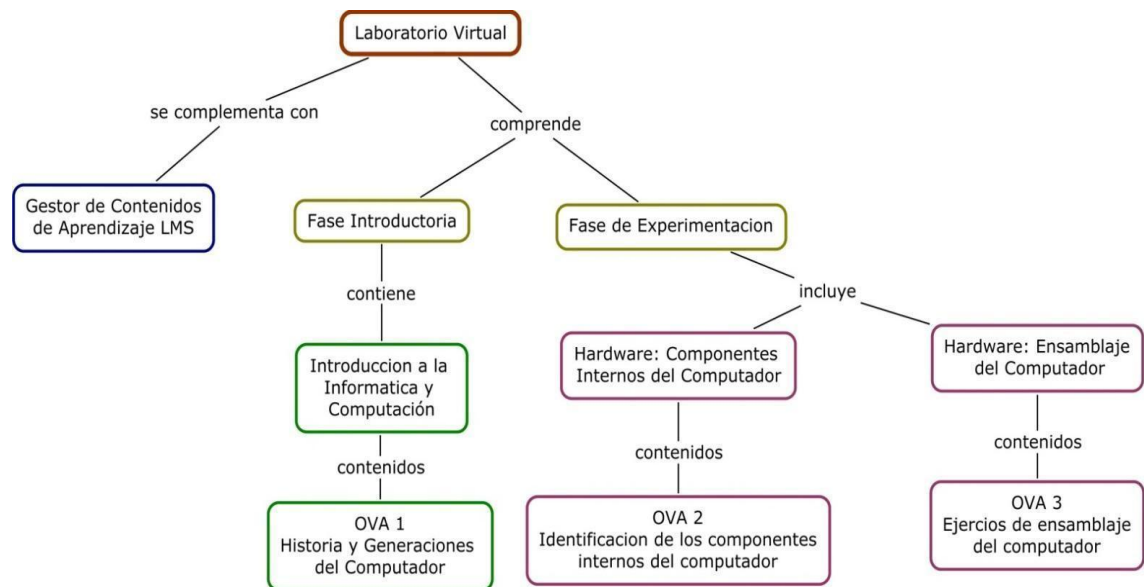 Laboratorio Virtual
se complementa con
comprende
Gestor de Contenidos
de Aprendizaje LMS
Fase Introductoria
Fase de Experimentacion
contiene
incluye
Introduccion a la
Informatica y
Computación
Hardware: Componentes
Internos del Computador
Hardware: Ensamblaje
del Computador
contenidos
contenidos
contenidos
OVA 1
Historia y Generaciones
del Computador
OVA 2
Identificacion de los componentes
internos del computador
OVA 3
Ejercios de ensamblaje
del computador